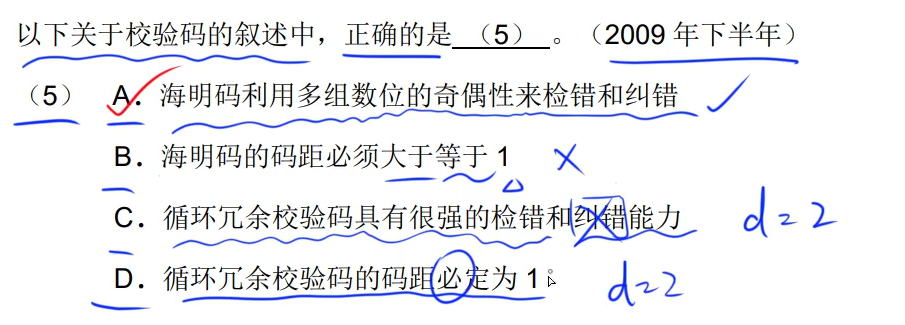 以下关于校验码的叙述中，正确的是 （5） 。（2009 年下半年）
（5） A．海明码利用多组数位的奇偶性来检错和纠错
B．海明码的码距必须大于等于 1
C．循环冗余校验码具有很强的检错和纠错能力 d=2
D．循环冗余校验码的码距必定为 1 d=2